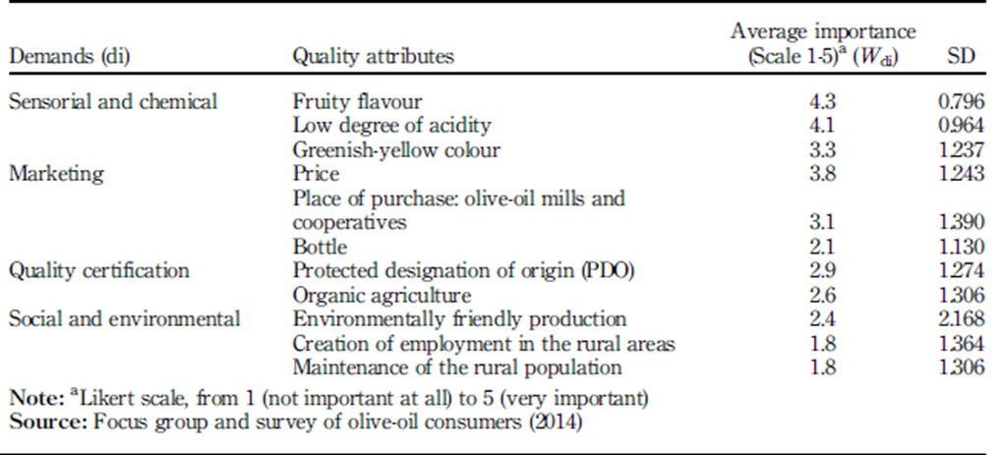 Average importance
Demands (di) Quality attributes (Scale 1-5)a (Wdi) SD
Sensorial and chemical Fruity flavour 4.3 0.796
Low degree of acidity 4.1 0.964
Greenish-yellow colour 3.3 1.237
Marketing Price 3.8 1.243
Place of purchase: olive-oil mills and
cooperatives 3.1 1.390
Bottle 2.1 1.130
Quality certification Protected designation of origin (PDO) 2.9 1.274
Organic agriculture 2.6 1.306
Social and environmental Environmentally friendly production 2.4 2.168
Creation of employment in the rural areas 1.8 1.364
Maintenance of the rural population 1.8 1.306
Note: aLikert scale, from 1 (not important at all) to 5 (very important)
Source: Focus group and survey of olive-oil consumers (2014)